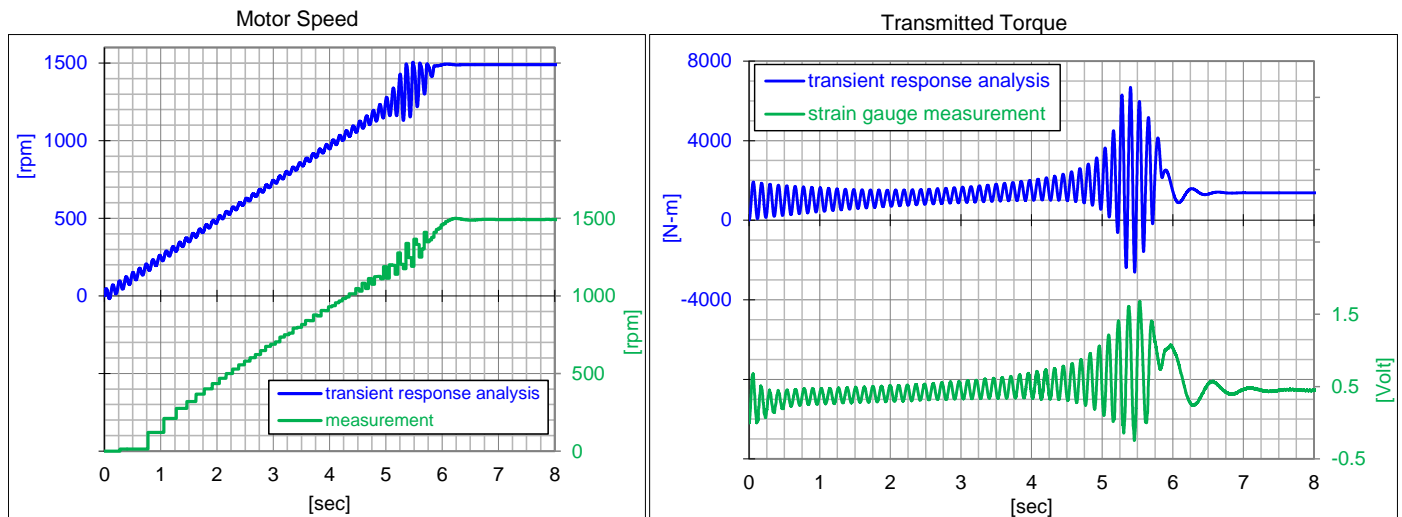 Motor Speed
1500
1000
500
0
[rpm]
1500
1000
500
0
[rpm]
transient response analysis
measurement
0 1 2 3 4 5 6 7 8
[sec]
Transmitted Torque
8000
4000
0
-4000
[N-m]
transient response analysis
strain gauge measurement
1.5
0.5
-0.5
[Volt]
0 1 2 3 4 5 6 7 8
[sec]